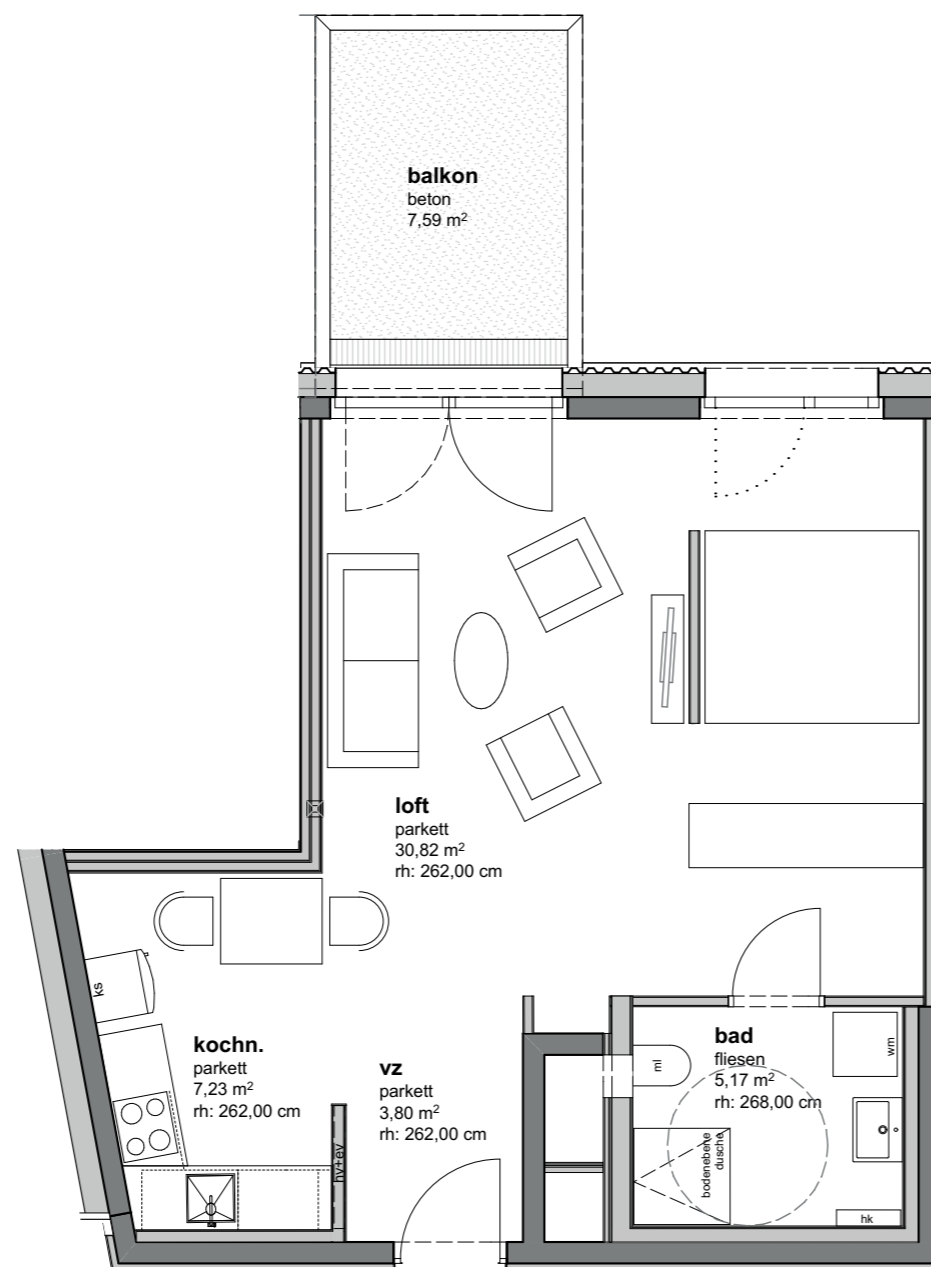 balkon
beton
7,59 m²
loft
parkett
30,82 m²
rh: 262,00 cm
ks
kochn.
parkett
7,23 m²
rh: 262,00 cm
vz
parkett
3,80 m²
rh: 262,00 cm
hv+ev
bad
fliesen
5,17 m²
rh: 268,00 cm
ml
wm
bodenebene
dusche
hk